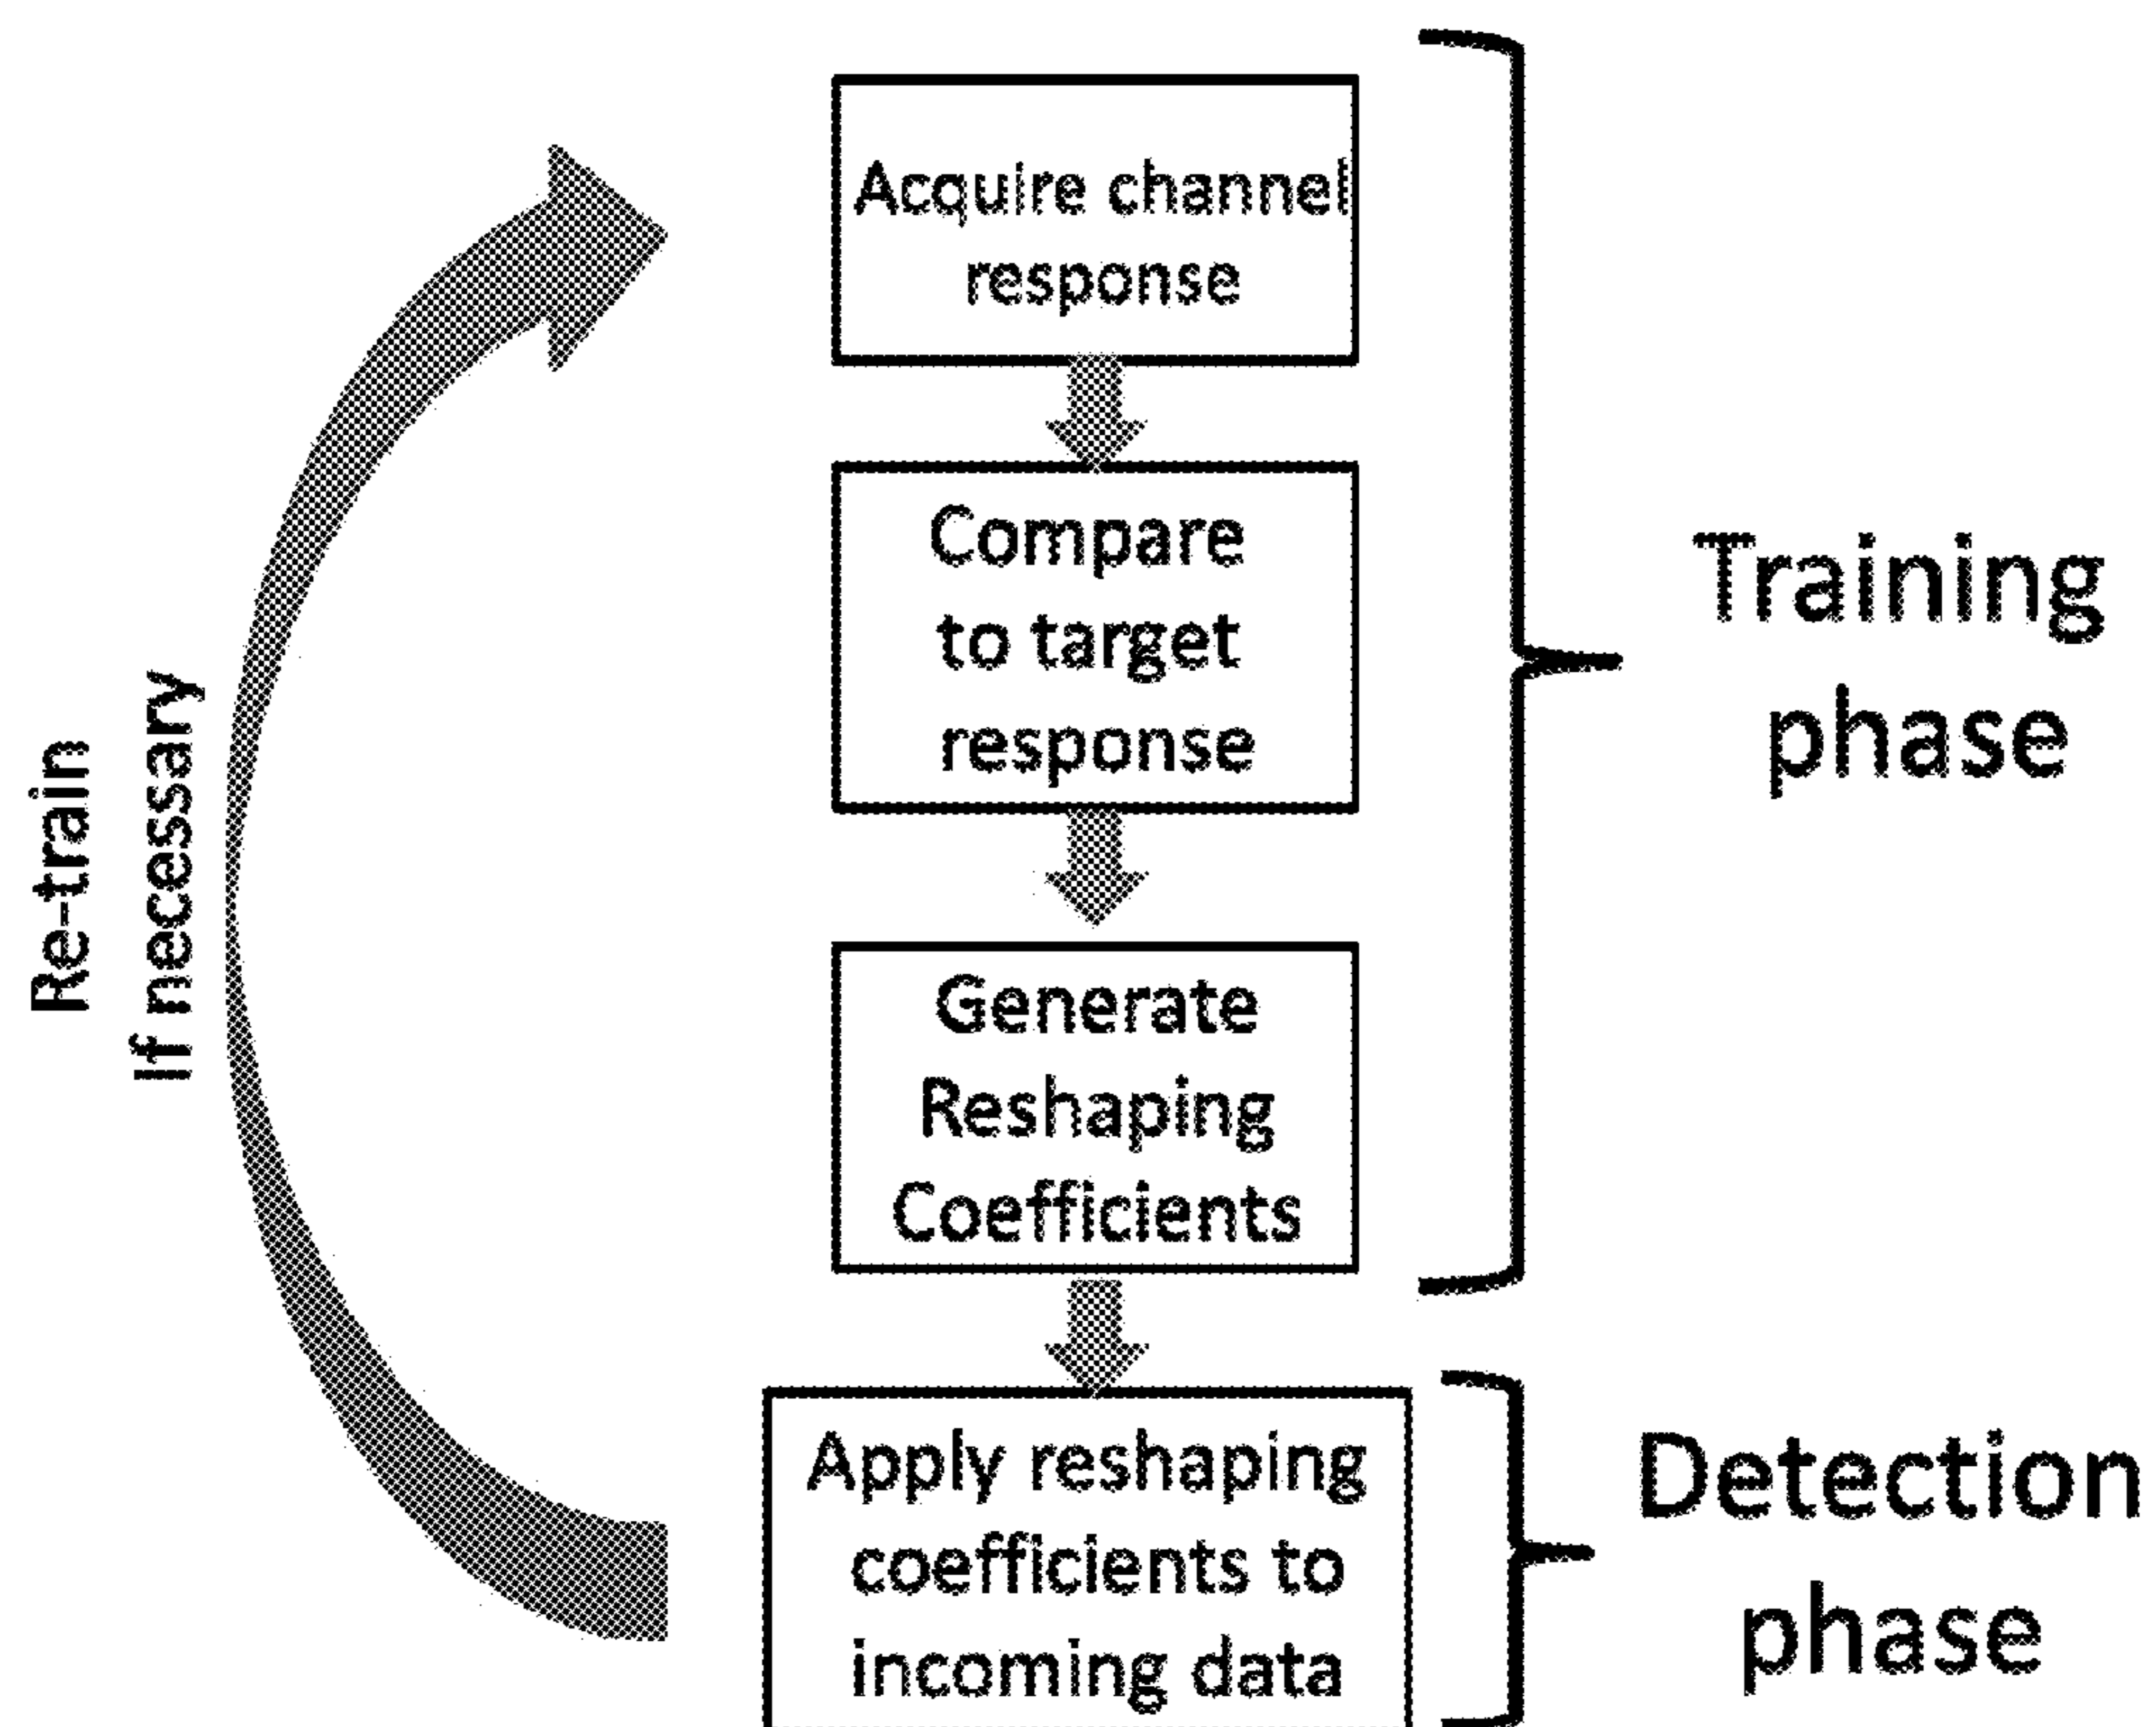 Acquire channel
response
Compare
to target
response
Generate
Reshaping
Coefficients
Apply reshaping
coefficients to
incoming data
Training
phase
Detection
phase
Re-train
If necessary